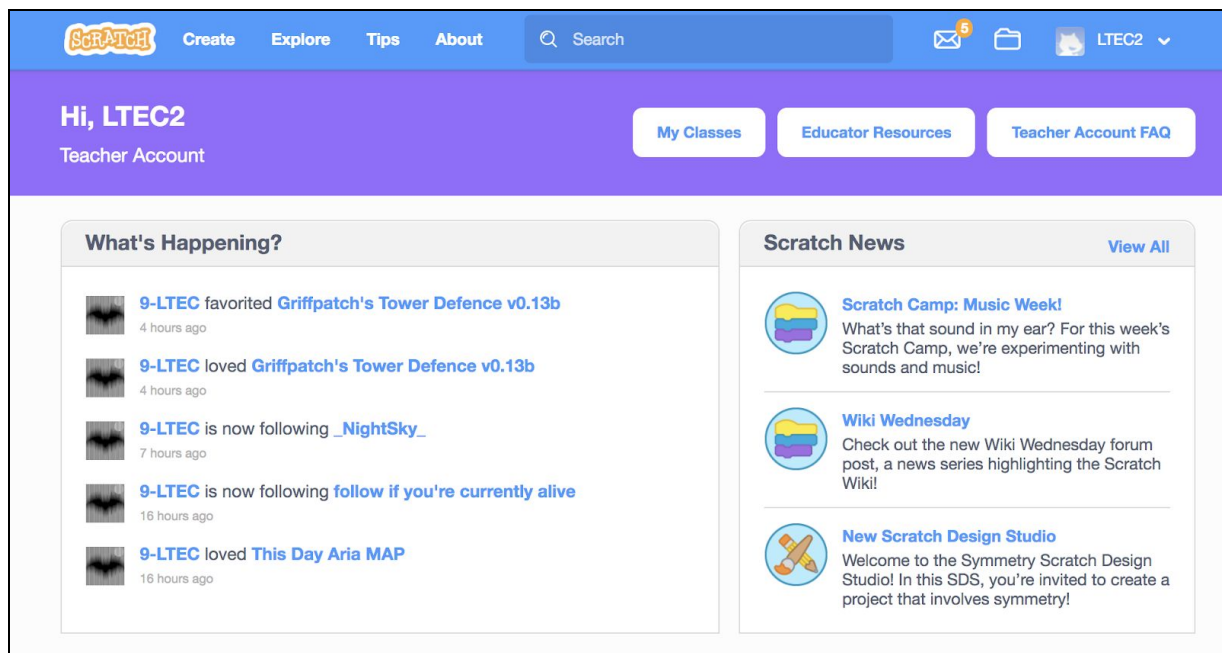 SCRATCH Create Explore Tips About Search 5 LTEC2
Hi, LTEC2
Teacher Account
My Classes Educator Resources Teacher Account FAQ
What's Happening?
9-LTEC favorited Griffpatch's Tower Defence v0.13b
4 hours ago
9-LTEC loved Griffpatch's Tower Defence v0.13b
4 hours ago
9-LTEC is now following _NightSky_
7 hours ago
9-LTEC is now following follow if you're currently alive
16 hours ago
9-LTEC loved This Day Aria MAP
16 hours ago
Scratch News View All
Scratch Camp: Music Week!
What's that sound in my ear? For this week's
Scratch Camp, we're experimenting with
sounds and music!
Wiki Wednesday
Check out the new Wiki Wednesday forum
post, a news series highlighting the Scratch
Wiki!
New Scratch Design Studio
Welcome to the Symmetry Scratch Design
Studio! In this SDS, you're invited to create a
project that involves symmetry!